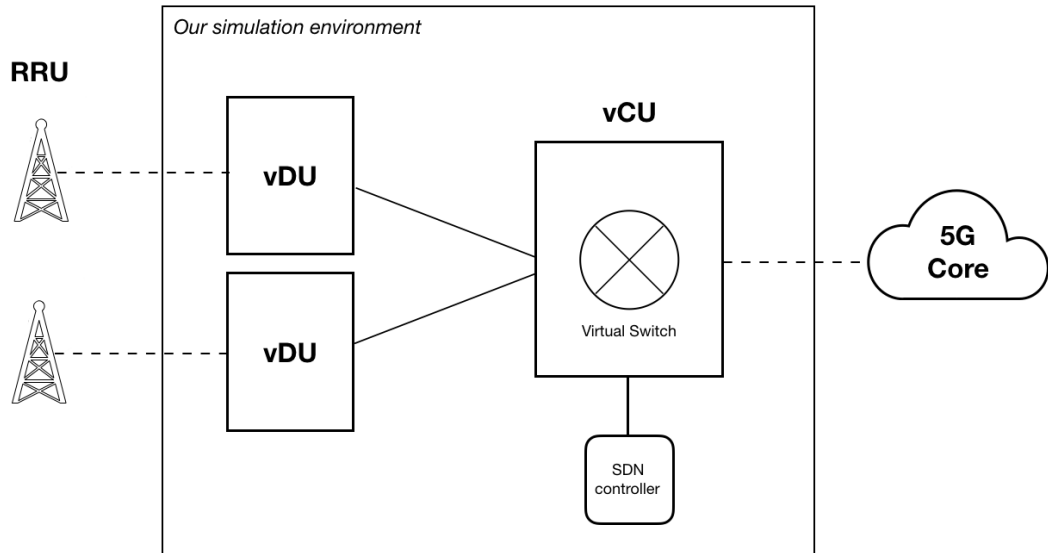 Our simulation environment
RRU
vDU
vDU
vCU
Virtual Switch
SDN
controller
5G
Core